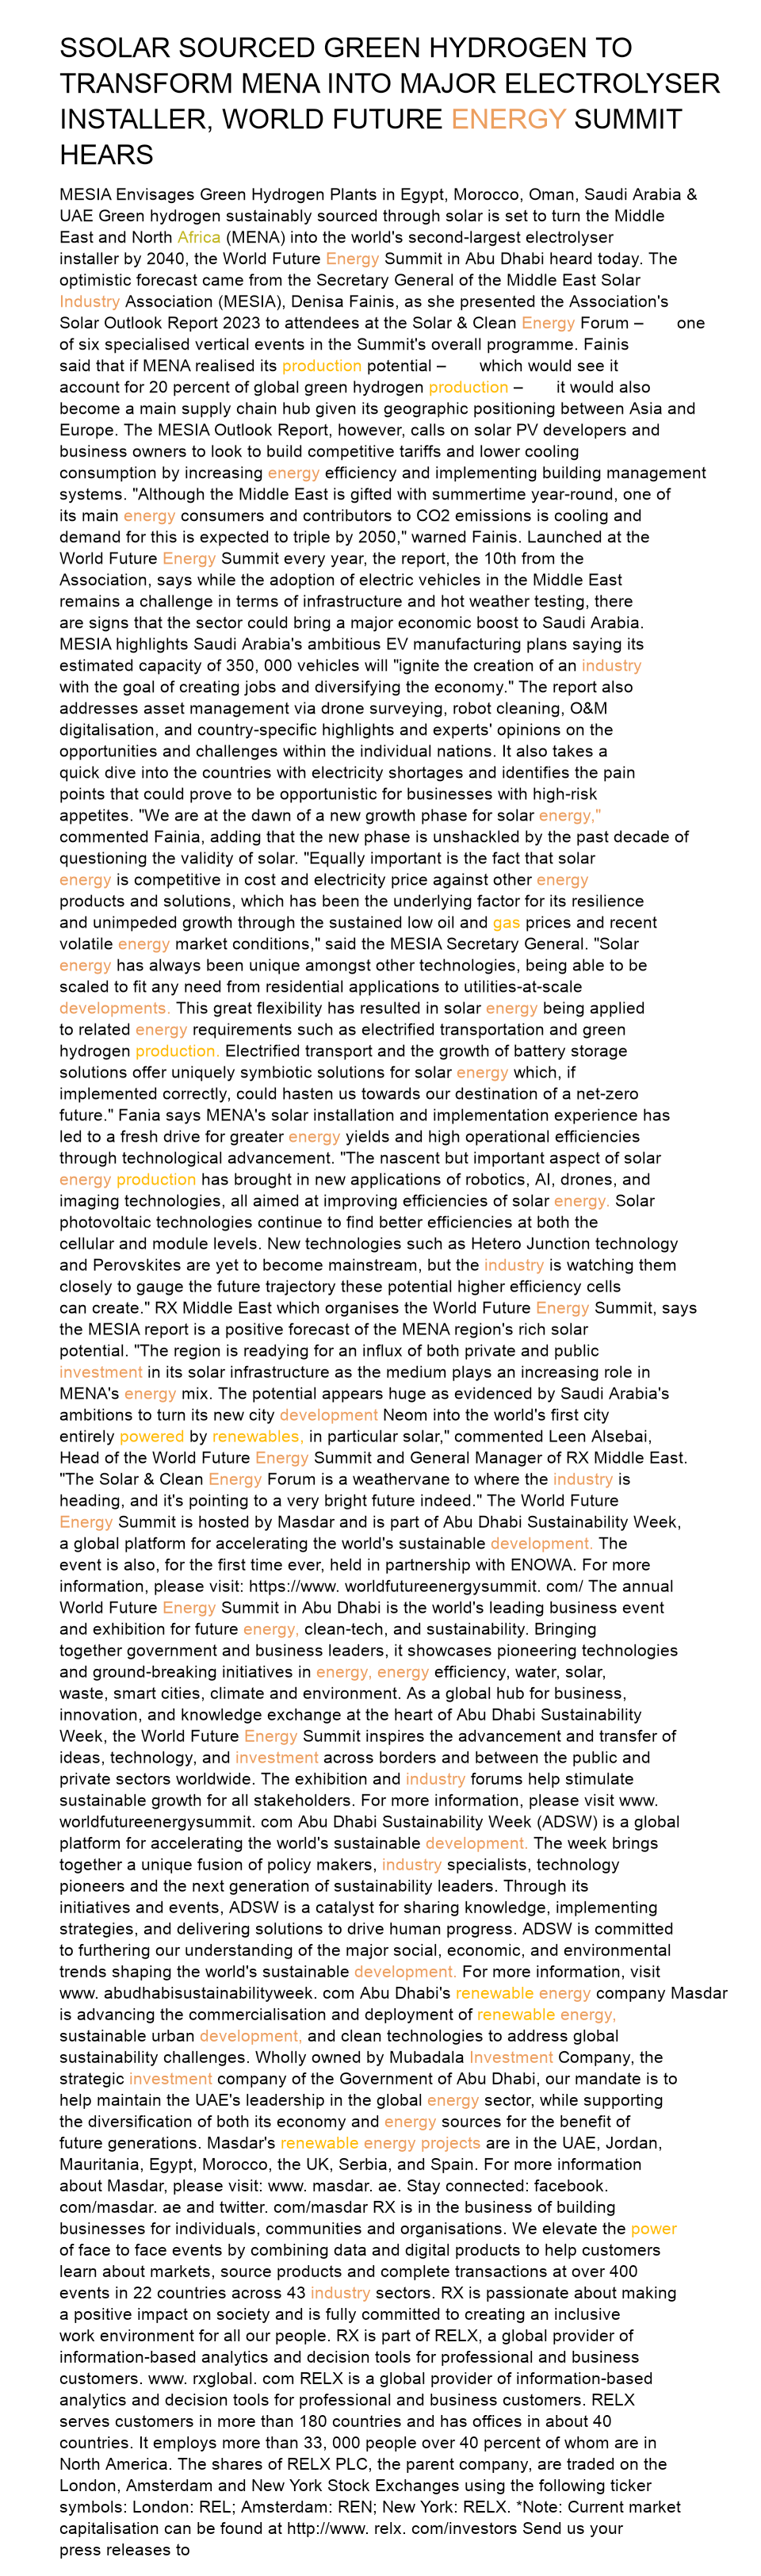 SSOLAR SOURCED GREEN HYDROGEN TO
TRANSFORM MENA INTO MAJOR ELECTROLYSER
INSTALLER, WORLD FUTURE ENERGY SUMMIT
HEARS
MESIA Envisages Green Hydrogen Plants in Egypt, Morocco, Oman, Saudi Arabia &
UAE Green hydrogen sustainably sourced through solar is set to turn the Middle
East and North Africa (MENA) into the world's second-largest electrolyser
installer by 2040, the World Future Energy Summit in Abu Dhabi heard today. The
optimistic forecast came from the Secretary General of the Middle East Solar
Industry Association (MESIA), Denisa Fainis, as she presented the Association's
Solar Outlook Report 2023 to attendees at the Solar & Clean Energy Forum – one
of six specialised vertical events in the Summit's overall programme. Fainis
said that if MENA realised its production potential – which would see it
account for 20 percent of global green hydrogen production – it would also
become a main supply chain hub given its geographic positioning between Asia and
Europe. The MESIA Outlook Report, however, calls on solar PV developers and
business owners to look to build competitive tariffs and lower cooling
consumption by increasing energy efficiency and implementing building management
systems. "Although the Middle East is gifted with summertime year-round, one of
its main energy consumers and contributors to CO2 emissions is cooling and
demand for this is expected to triple by 2050," warned Fainis. Launched at the
World Future Energy Summit every year, the report, the 10th from the
Association, says while the adoption of electric vehicles in the Middle East
remains a challenge in terms of infrastructure and hot weather testing, there
are signs that the sector could bring a major economic boost to Saudi Arabia.
MESIA highlights Saudi Arabia's ambitious EV manufacturing plans saying its
estimated capacity of 350, 000 vehicles will "ignite the creation of an industry
with the goal of creating jobs and diversifying the economy." The report also
addresses asset management via drone surveying, robot cleaning, O&M
digitalisation, and country-specific highlights and experts' opinions on the
opportunities and challenges within the individual nations. It also takes a
quick dive into the countries with electricity shortages and identifies the pain
points that could prove to be opportunistic for businesses with high-risk
appetites. "We are at the dawn of a new growth phase for solar energy,"
commented Fainia, adding that the new phase is unshackled by the past decade of
questioning the validity of solar. "Equally important is the fact that solar
energy is competitive in cost and electricity price against other energy
products and solutions, which has been the underlying factor for its resilience
and unimpeded growth through the sustained low oil and gas prices and recent
volatile energy market conditions," said the MESIA Secretary General. "Solar
energy has always been unique amongst other technologies, being able to be
scaled to fit any need from residential applications to utilities-at-scale
developments. This great flexibility has resulted in solar energy being applied
to related energy requirements such as electrified transportation and green
hydrogen production. Electrified transport and the growth of battery storage
solutions offer uniquely symbiotic solutions for solar energy which, if
implemented correctly, could hasten us towards our destination of a net-zero
future." Fania says MENA's solar installation and implementation experience has
led to a fresh drive for greater energy yields and high operational efficiencies
through technological advancement. "The nascent but important aspect of solar
energy production has brought in new applications of robotics, AI, drones, and
imaging technologies, all aimed at improving efficiencies of solar energy. Solar
photovoltaic technologies continue to find better efficiencies at both the
cellular and module levels. New technologies such as Hetero Junction technology
and Perovskites are yet to become mainstream, but the industry is watching them
closely to gauge the future trajectory these potential higher efficiency cells
can create." RX Middle East which organises the World Future Energy Summit, says
the MESIA report is a positive forecast of the MENA region's rich solar
potential. "The region is readying for an influx of both private and public
investment in its solar infrastructure as the medium plays an increasing role in
MENA's energy mix. The potential appears huge as evidenced by Saudi Arabia's
ambitions to turn its new city development Neom into the world's first city
entirely powered by renewables, in particular solar," commented Leen Alsebai,
Head of the World Future Energy Summit and General Manager of RX Middle East.
"The Solar & Clean Energy Forum is a weathervane to where the industry is
heading, and it's pointing to a very bright future indeed." The World Future
Energy Summit is hosted by Masdar and is part of Abu Dhabi Sustainability Week,
a global platform for accelerating the world's sustainable development. The
event is also, for the first time ever, held in partnership with ENOWA. For more
information, please visit: https://www. worldfutureenergysummit. com/ The annual
World Future Energy Summit in Abu Dhabi is the world's leading business event
and exhibition for future energy, clean-tech, and sustainability. Bringing
together government and business leaders, it showcases pioneering technologies
and ground-breaking initiatives in energy, energy efficiency, water, solar,
waste, smart cities, climate and environment. As a global hub for business,
innovation, and knowledge exchange at the heart of Abu Dhabi Sustainability
Week, the World Future Energy Summit inspires the advancement and transfer of
ideas, technology, and investment across borders and between the public and
private sectors worldwide. The exhibition and industry forums help stimulate
sustainable growth for all stakeholders. For more information, please visit www.
worldfutureenergysummit. com Abu Dhabi Sustainability Week (ADSW) is a global
platform for accelerating the world's sustainable development. The week brings
together a unique fusion of policy makers, industry specialists, technology
pioneers and the next generation of sustainability leaders. Through its
initiatives and events, ADSW is a catalyst for sharing knowledge, implementing
strategies, and delivering solutions to drive human progress. ADSW is committed
to furthering our understanding of the major social, economic, and environmental
trends shaping the world's sustainable development. For more information, visit
www. abudhabisustainabilityweek. com Abu Dhabi's renewable energy company Masdar
is advancing the commercialisation and deployment of renewable energy,
sustainable urban development, and clean technologies to address global
sustainability challenges. Wholly owned by Mubadala Investment Company, the
strategic investment company of the Government of Abu Dhabi, our mandate is to
help maintain the UAE's leadership in the global energy sector, while supporting
the diversification of both its economy and energy sources for the benefit of
future generations. Masdar's renewable energy projects are in the UAE, Jordan,
Mauritania, Egypt, Morocco, the UK, Serbia, and Spain. For more information
about Masdar, please visit: www. masdar. ae. Stay connected: facebook.
com/masdar. ae and twitter. com/masdar RX is in the business of building
businesses for individuals, communities and organisations. We elevate the power
of face to face events by combining data and digital products to help customers
learn about markets, source products and complete transactions at over 400
events in 22 countries across 43 industry sectors. RX is passionate about making
a positive impact on society and is fully committed to creating an inclusive
work environment for all our people. RX is part of RELX, a global provider of
information-based analytics and decision tools for professional and business
customers. www. rxglobal. com RELX is a global provider of information-based
analytics and decision tools for professional and business customers. RELX
serves customers in more than 180 countries and has offices in about 40
countries. It employs more than 33, 000 people over 40 percent of whom are in
North America. The shares of RELX PLC, the parent company, are traded on the
London, Amsterdam and New York Stock Exchanges using the following ticker
symbols: London: REL; Amsterdam: REN; New York: RELX. *Note: Current market
capitalisation can be found at http://www. relx. com/investors Send us your
press releases to